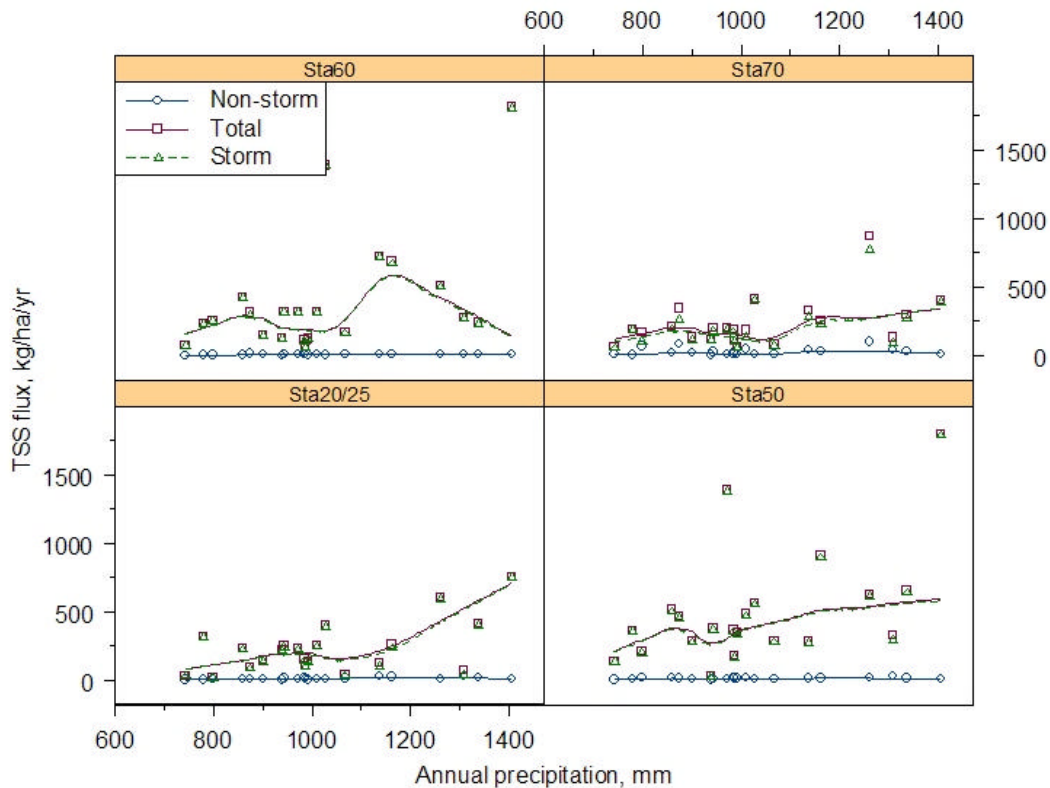 600 800 1000 1200 1400
Sta60 Sta70
Non-storm
Total
Storm
1500
1000
500
0
Sta20/25 Sta50
TSS flux, kg/ha/yr
1500
1000
500
0
600 800 1000 1200 1400
Annual precipitation, mm